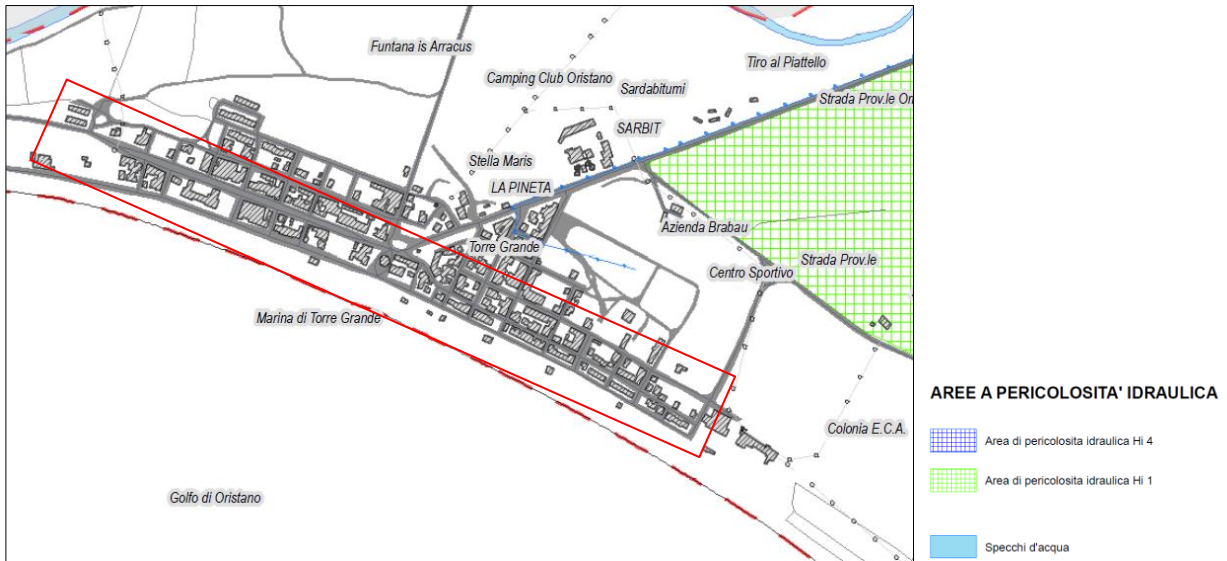 Funtana is Arracus
Tiro al Piattello
Camping Club Oristano
Sardabitumi
Strada Prov.le Or
SARBIT
Stella Maris
LA PINETA
Azienda Brabau
Torre Grande
Strada Prov.le
Centro Sportivo
Marina di Torre Grande
Colonia E.C.A.
Golfo di Oristano
AREE A PERICOLOSITA' IDRAULICA
Area di pericolosita idraulica Hi 4
Area di pericolosita idraulica Hi 1
Specchi d'acqua